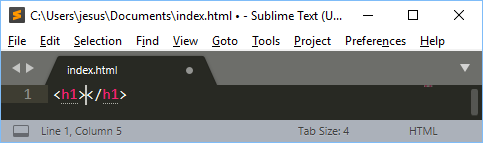 C:\Users\jesus\Documents\index.html • - Sublime Text (U...
File Edit Selection Find View Goto Tools Project Preferences Help
index.html
1 <h1></h1>
Line 1, Column 5 Tab Size: 4 HTML